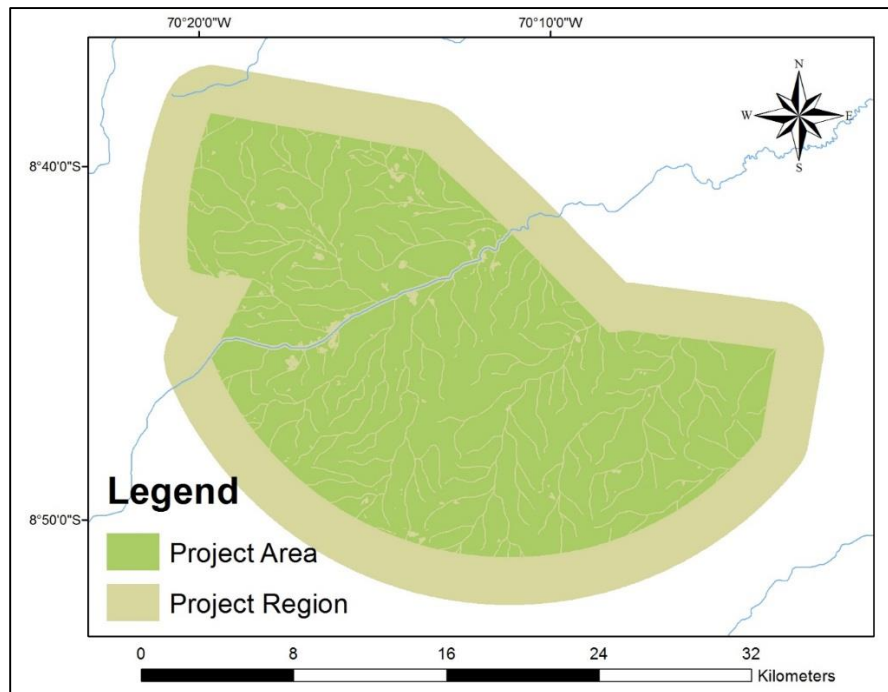 70°20'0"W 70°10'0"W
N
W E
S
8°40'0"S
8°50'0"S
Legend
Project Area
Project Region
0 8 16 24 32
Kilometers